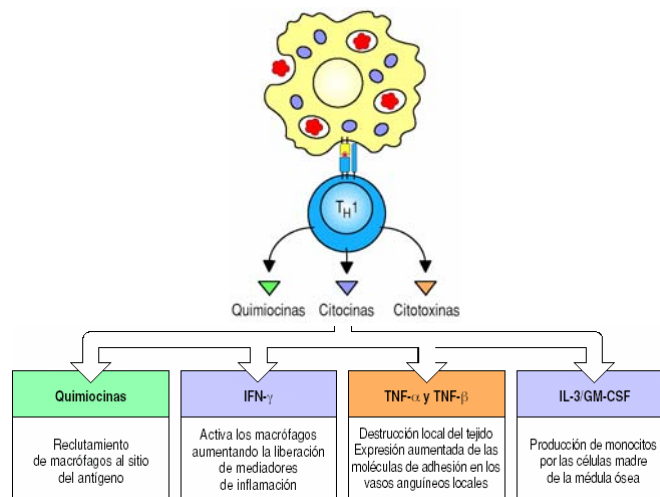 TH1
Quimiocinas
Citocinas
Citotoxinas
Quimiocinas
Reclutamiento
de macrófagos al sitio
del antígeno
IFN-γ
Activa los macrófagos
aumentando la liberación
de mediadores
de inflamación
TNF-α y TNF-β
Destrucción local del tejido
Expresión aumentada de las
moléculas de adhesión en los
vasos anguíneos locales
IL-3/GM-CSF
Producción de monocitos
por las células madre
de la médula ósea